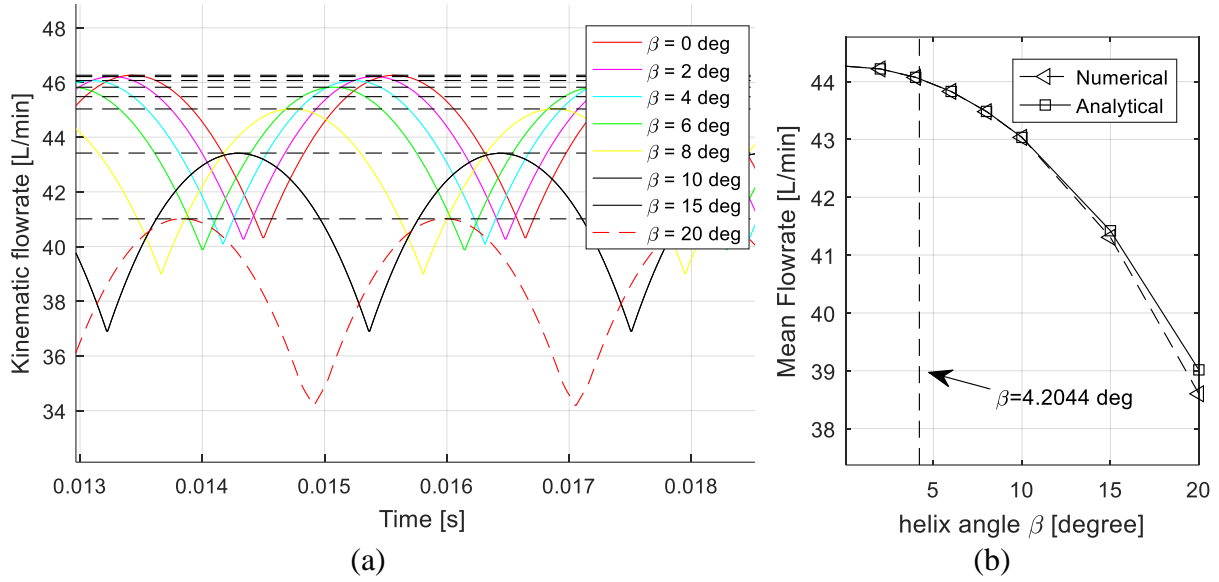 48
46
44
42
40
38
36
34
Kinematic flowrate [L/min]
β = 0 deg
β = 2 deg
β = 4 deg
β = 6 deg
β = 8 deg
β = 10 deg
β = 15 deg
β = 20 deg
0.013 0.014 0.015 0.016 0.017 0.018
Time [s]
(a)
44
43
42
41
40
39
38
Mean Flowrate [L/min]
Numerical
Analytical
β=4.2044 deg
5 10 15 20
helix angle β [degree]
(b)